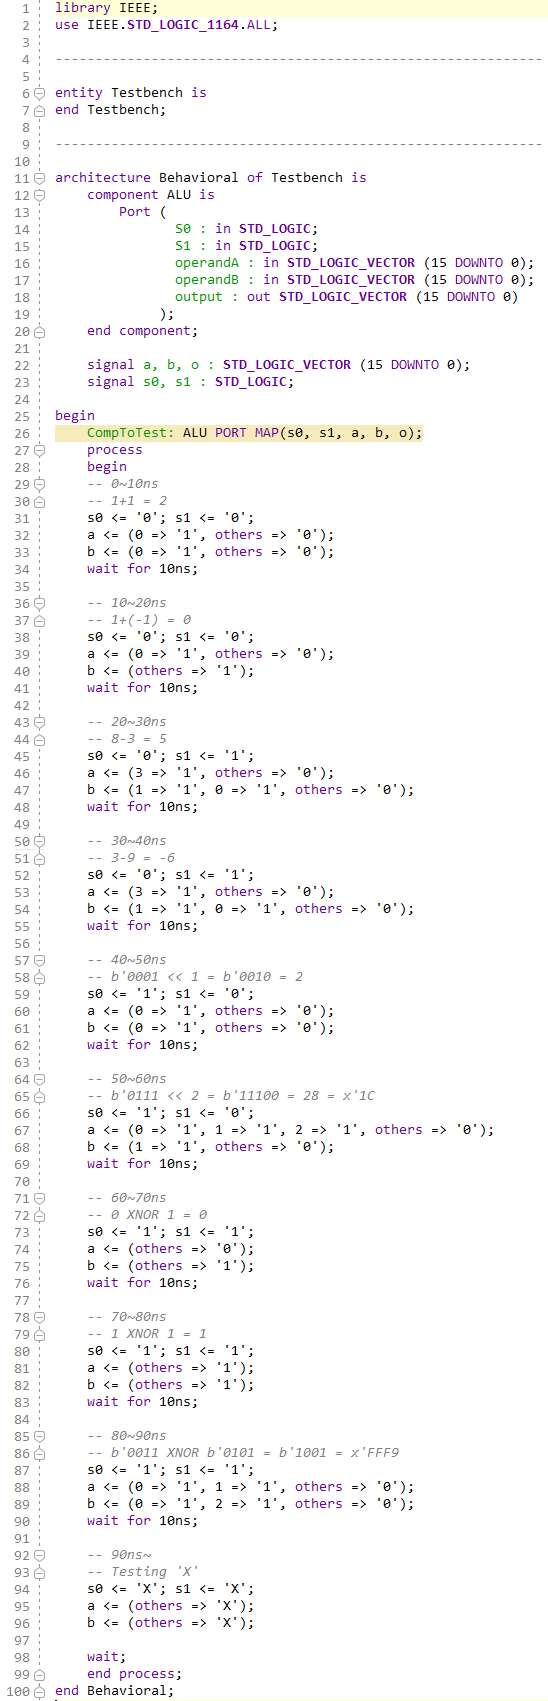 1 library IEEE;
2 use IEEE.STD_LOGIC_1164.ALL;
3
4 -------------------------------------------------------------
5
6 entity Testbench is
7 end Testbench;
8
9 -------------------------------------------------------------
10
11 architecture Behavioral of Testbench is
12 component ALU is
13 Port (
14 S0 : in STD_LOGIC;
15 S1 : in STD_LOGIC;
16 operandA : in STD_LOGIC_VECTOR (15 DOWNTO 0);
17 operandB : in STD_LOGIC_VECTOR (15 DOWNTO 0);
18 output : out STD_LOGIC_VECTOR (15 DOWNTO 0)
19 );
20 end component;
21
22 signal a, b, o : STD_LOGIC_VECTOR (15 DOWNTO 0);
23 signal s0, s1 : STD_LOGIC;
24
25 begin
26 CompToTest: ALU PORT MAP(s0, s1, a, b, o);
27 process
28 begin
29 -- 0~10ns
30 -- 1+1 = 2
31 s0 <= '0'; s1 <= '0';
32 a <= (0 => '1', others => '0');
33 b <= (0 => '1', others => '0');
34 wait for 10ns;
35
36 -- 10~20ns
37 -- 1+(-1) = 0
38 s0 <= '0'; s1 <= '0';
39 a <= (0 => '1', others => '0');
40 b <= (others => '1');
41 wait for 10ns;
42
43 -- 20~30ns
44 -- 8-3 = 5
45 s0 <= '0'; s1 <= '1';
46 a <= (3 => '1', others => '0');
47 b <= (1 => '1', 0 => '1', others => '0');
48 wait for 10ns;
49
50 -- 30~40ns
51 -- 3-9 = -6
52 s0 <= '0'; s1 <= '1';
53 a <= (3 => '1', others => '0');
54 b <= (1 => '1', 0 => '1', others => '0');
55 wait for 10ns;
56
57 -- 40~50ns
58 -- b'0001 << 1 = b'0010 = 2
59 s0 <= '1'; s1 <= '0';
60 a <= (0 => '1', others => '0');
61 b <= (0 => '1', others => '0');
62 wait for 10ns;
63
64 -- 50~60ns
65 -- b'0111 << 2 = b'11100 = 28 = x'1C
66 s0 <= '1'; s1 <= '0';
67 a <= (0 => '1', 1 => '1', 2 => '1', others => '0');
68 b <= (1 => '1', others => '0');
69 wait for 10ns;
70
71 -- 60~70ns
72 -- 0 XNOR 1 = 0
73 s0 <= '1'; s1 <= '1';
74 a <= (others => '0');
75 b <= (others => '1');
76 wait for 10ns;
77
78 -- 70~80ns
79 -- 1 XNOR 1 = 1
80 s0 <= '1'; s1 <= '1';
81 a <= (others => '1');
82 b <= (others => '1');
83 wait for 10ns;
84
85 -- 80~90ns
86 -- b'0011 XNOR b'0101 = b'1001 = x'FFF9
87 s0 <= '1'; s1 <= '1';
88 a <= (0 => '1', 1 => '1', others => '0');
89 b <= (0 => '1', 2 => '1', others => '0');
90 wait for 10ns;
91
92 -- 90ns~
93 -- Testing 'X'
94 s0 <= 'X'; s1 <= 'X';
95 a <= (others => 'X');
96 b <= (others => 'X');
97
98 wait;
99 end process;
100 end Behavioral;